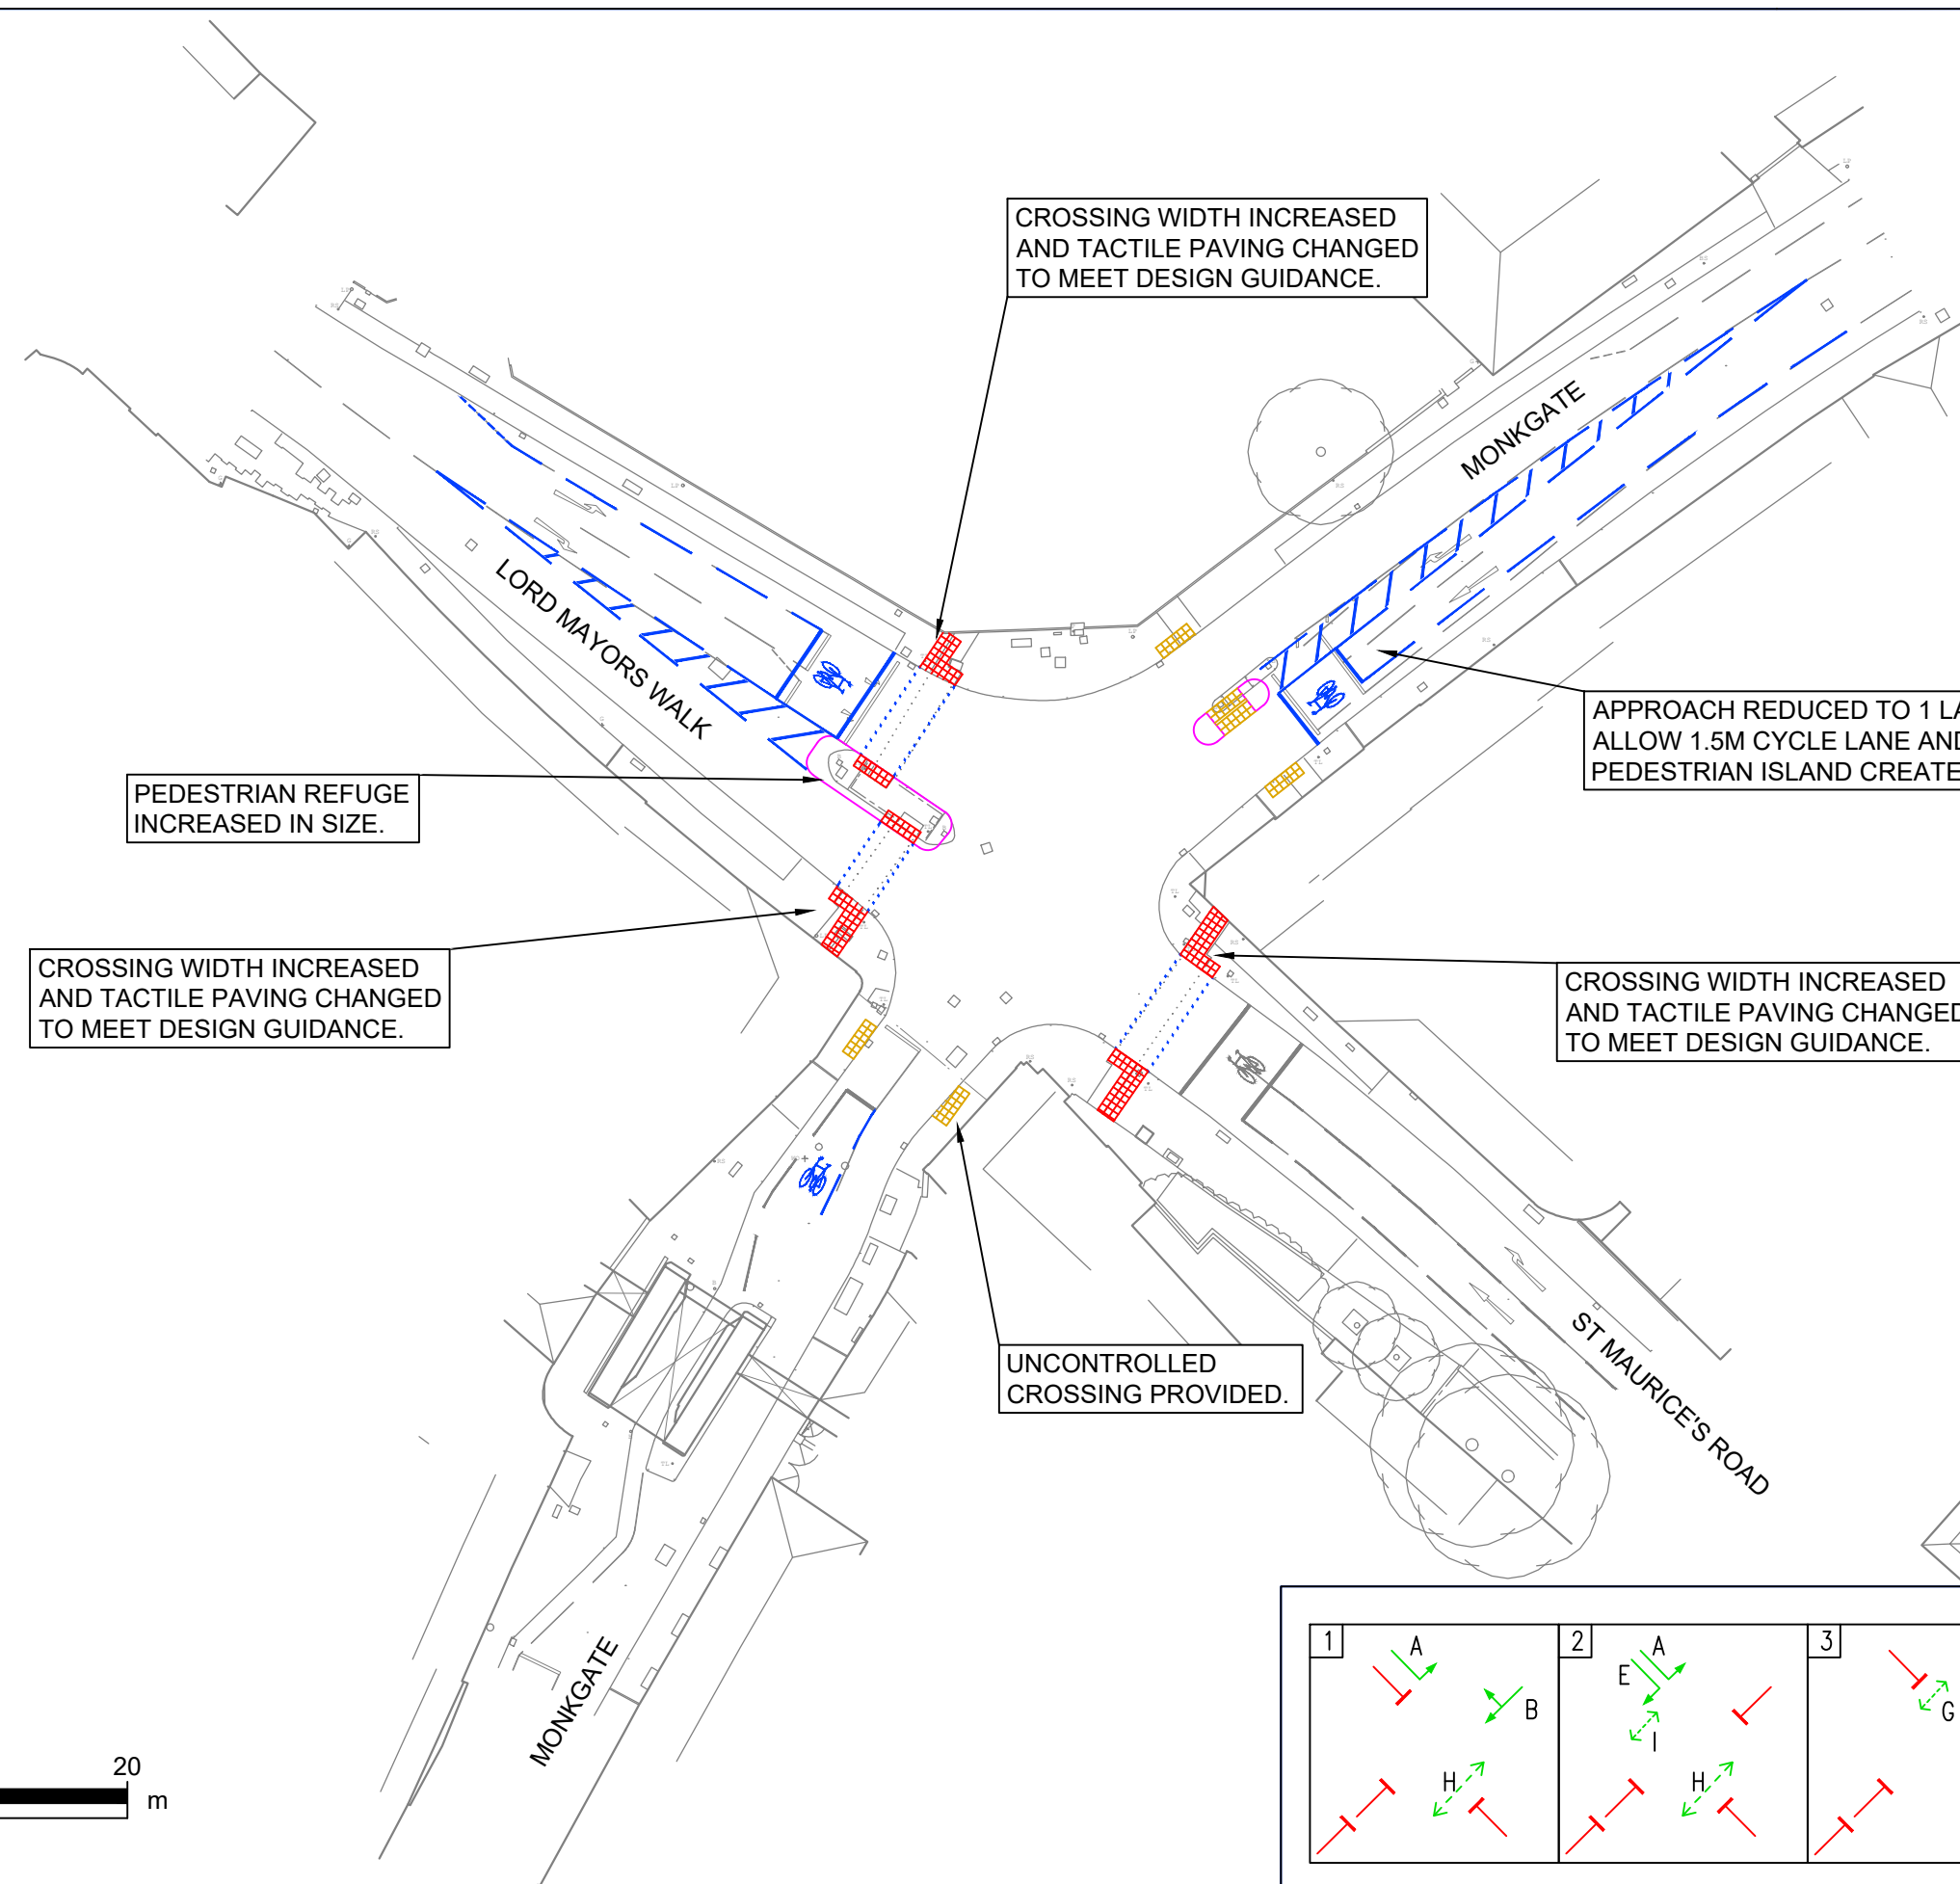 CROSSING WIDTH INCREASED
AND TACTILE PAVING CHANGED
TO MEET DESIGN GUIDANCE.
MONKGATE
LORD MAYORS WALK
APPROACH REDUCED TO 1
ALLOW 1.5M CYCLE LANE
PEDESTRIAN ISLAND
PEDESTRIAN REFUGE
INCREASED IN SIZE.
CROSSING WIDTH INCREASED
AND TACTILE PAVING CHANGED
TO MEET DESIGN GUIDANCE.
CROSSING WIDTH INCREASED
AND TACTILE PAVING CHANGED
TO MEET DESIGN GUIDANCE.
UNCONTROLLED
CROSSING PROVIDED.
ST MAURICE'S ROAD
MONKGATE
20
m
1
A
B
H
2
A
E
I
H
3
G